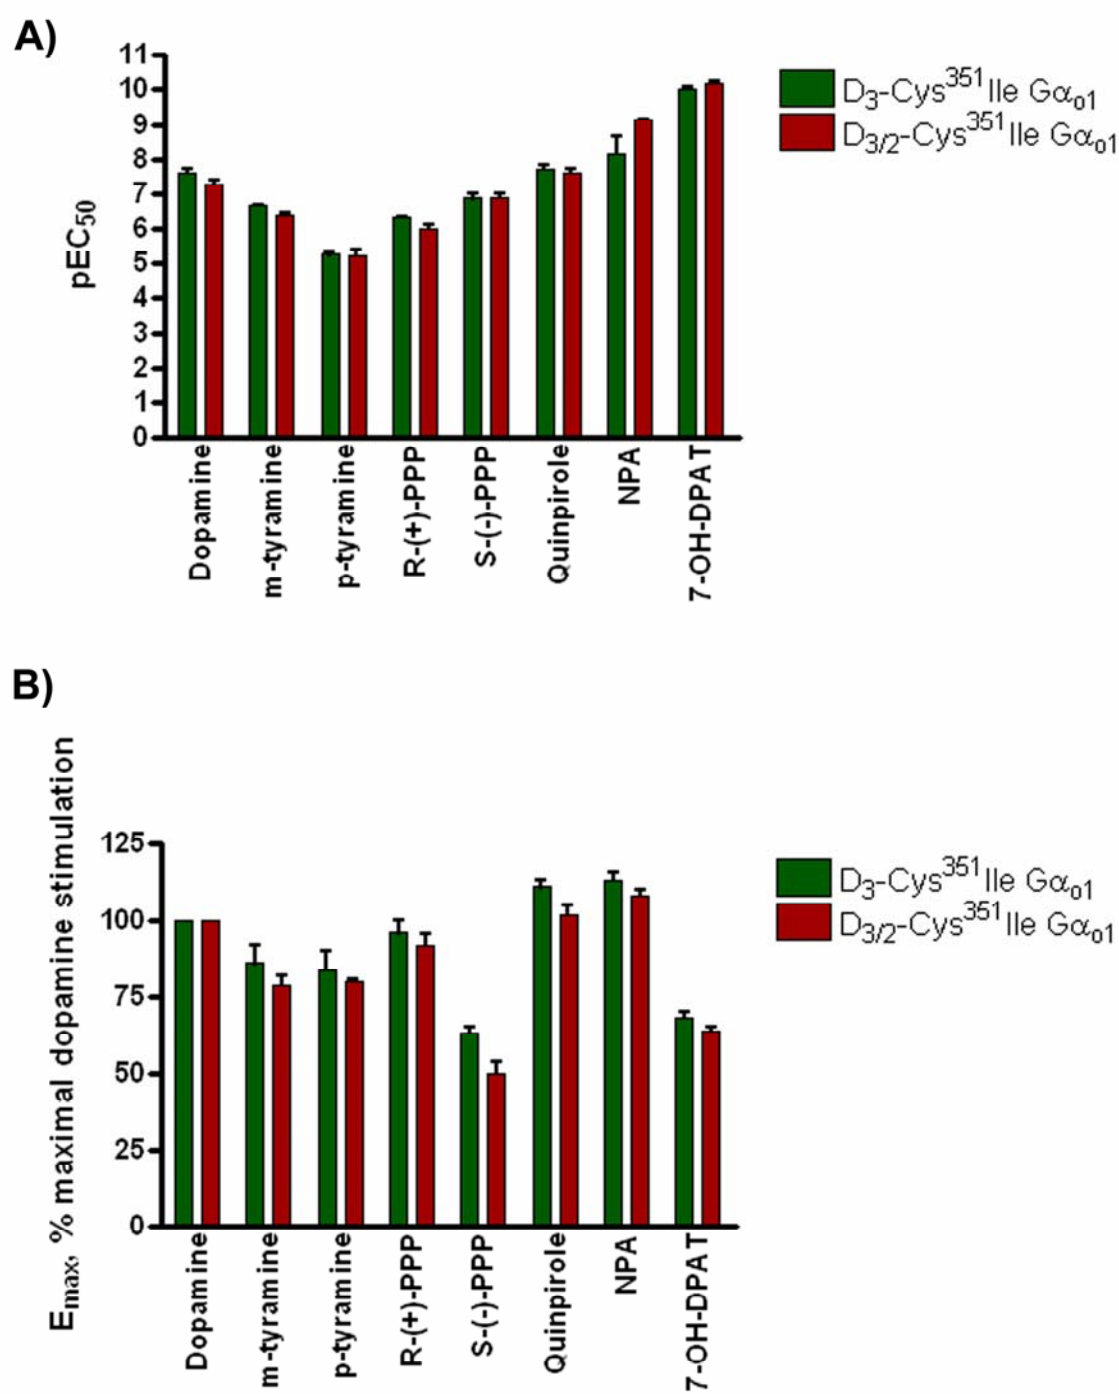 A)
11
10
9
8
7
6
5
4
3
2
1
0
pEC50
Dopamine
m-tyramine
p-tyramine
R-(+)-PPP
S-(-)-PPP
Quinpirole
NPA
7-OH-DPAT
D3-Cys351Ile Gαo1
D3/2-Cys351Ile Gαo1
B)
Emax, % maximal dopamine stimulation
125
100
75
50
25
0
Dopamine
m-tyramine
p-tyramine
R-(+)-PPP
S-(-)-PPP
Quinpirole
NPA
7-OH-DPAT
D3-Cys351Ile Gαo1
D3/2-Cys351Ile Gαo1